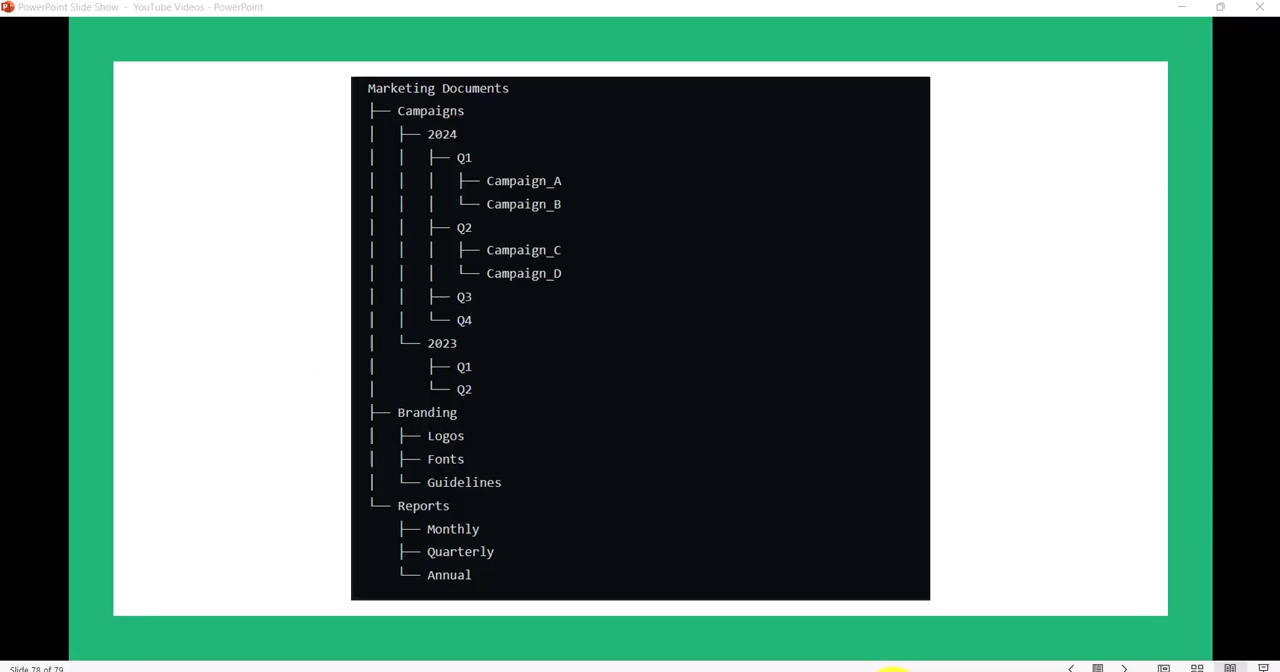 PowerPoint Slide Show - YouTube Videos - PowerPoint
Marketing Documents
├── Campaigns
│   ├── 2024
│   │   ├── Q1
│   │   │   ├── Campaign_A
│   │   │   └── Campaign_B
│   │   ├── Q2
│   │   │   ├── Campaign_C
│   │   │   └── Campaign_D
│   │   ├── Q3
│   │   └── Q4
│   └── 2023
│       ├── Q1
│       └── Q2
├── Branding
│   ├── Logos
│   ├── Fonts
│   └── Guidelines
└── Reports
    ├── Monthly
    ├── Quarterly
    └── Annual
Slide 78 of 79